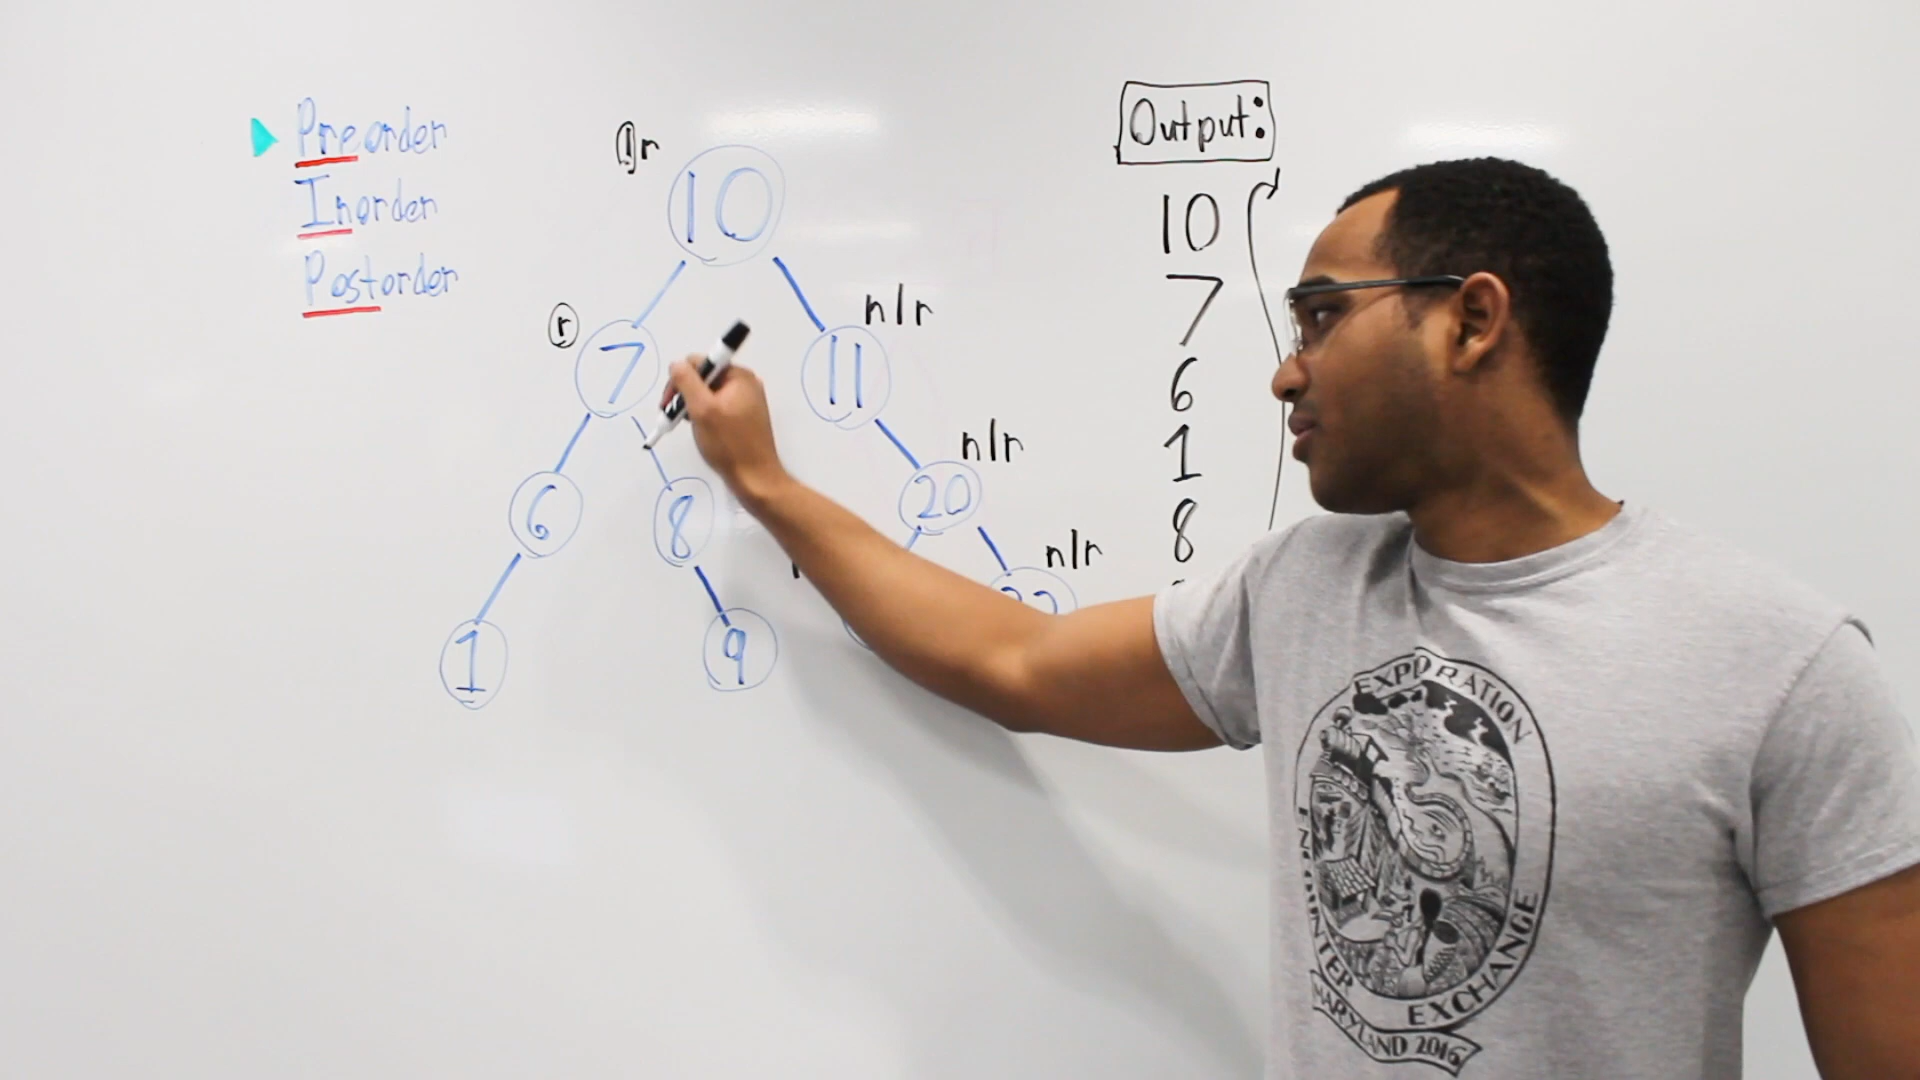 Preorder
Inorder
Postorder
lr
10
r
7
n/r
11
6
8
n/r
20
n/r
1
9
Output:
10
7
6
1
8
EXPLORATION
ENCOUNTER
EXCHANGE
MARYLAND 2016